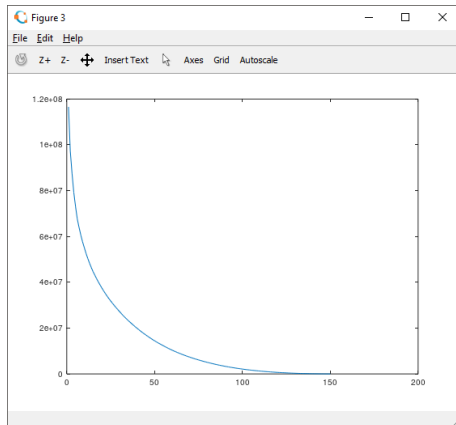 Figure 3
File Edit Help
Z+ Z- Insert Text Axes Grid Autoscale
1.2e+08
1e+08
8e+07
6e+07
4e+07
2e+07
0
0 50 100 150 200